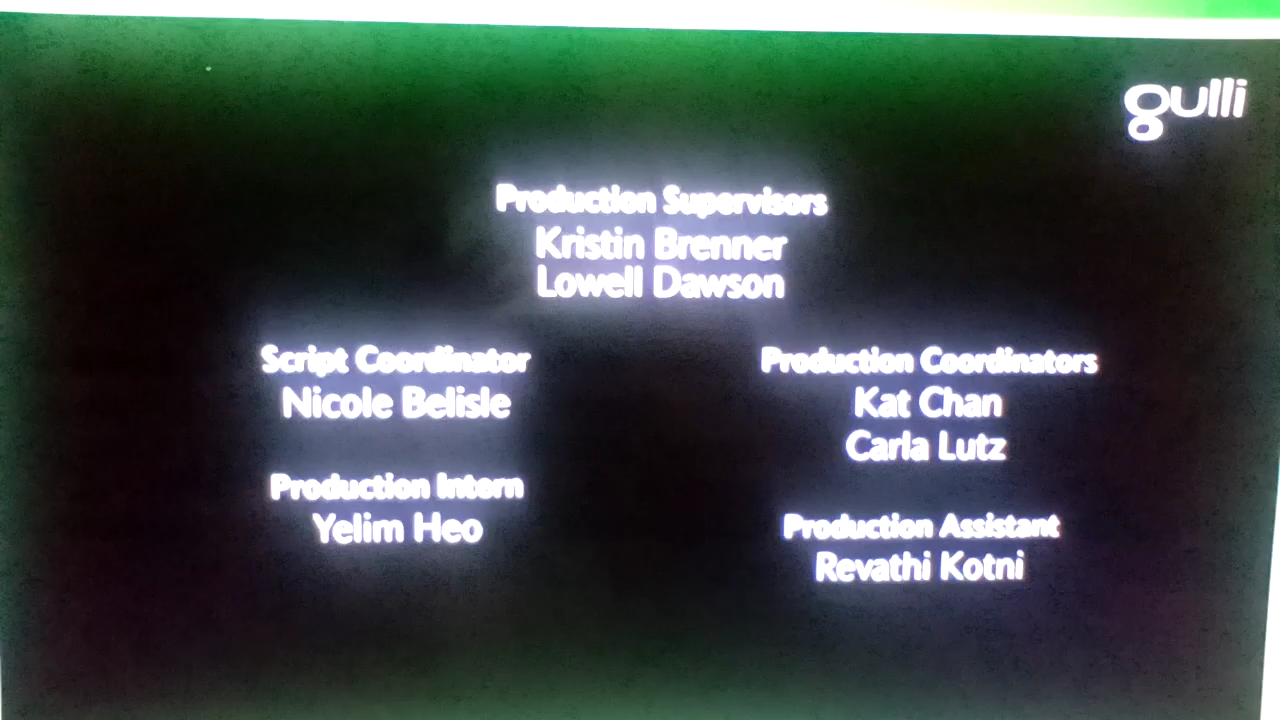 gulli
Production Supervisors
Kristin Brenner
Lowell Dawson
Script Coordinator
Nicole Belisle
Production Intern
Yelim Heo
Production Coordinators
Kat Chan
Carla Lutz
Production Assistant
Revathi Kotni